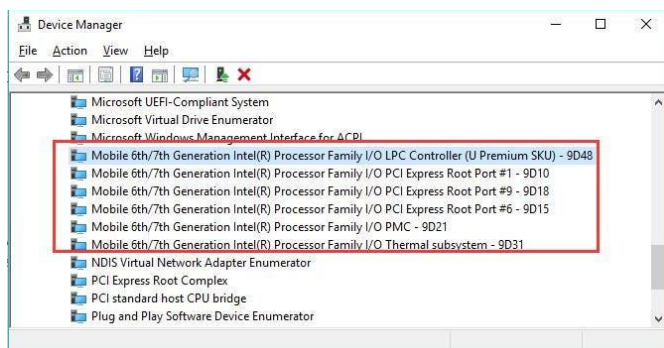 Device Manager
File Action View Help
Microsoft UEFI-Compliant System
Microsoft Virtual Drive Enumerator
Microsoft Windows Management Interface for ACPI
Mobile 6th/7th Generation Intel(R) Processor Family I/O LPC Controller (U Premium SKU) - 9D48
Mobile 6th/7th Generation Intel(R) Processor Family I/O PCI Express Root Port #1 - 9D10
Mobile 6th/7th Generation Intel(R) Processor Family I/O PCI Express Root Port #9 - 9D18
Mobile 6th/7th Generation Intel(R) Processor Family I/O PCI Express Root Port #6 - 9D15
Mobile 6th/7th Generation Intel(R) Processor Family I/O PMC - 9D21
Mobile 6th/7th Generation Intel(R) Processor Family I/O Thermal subsystem - 9D31
NDIS Virtual Network Adapter Enumerator
PCI Express Root Complex
PCI standard host CPU bridge
Plug and Play Software Device Enumerator